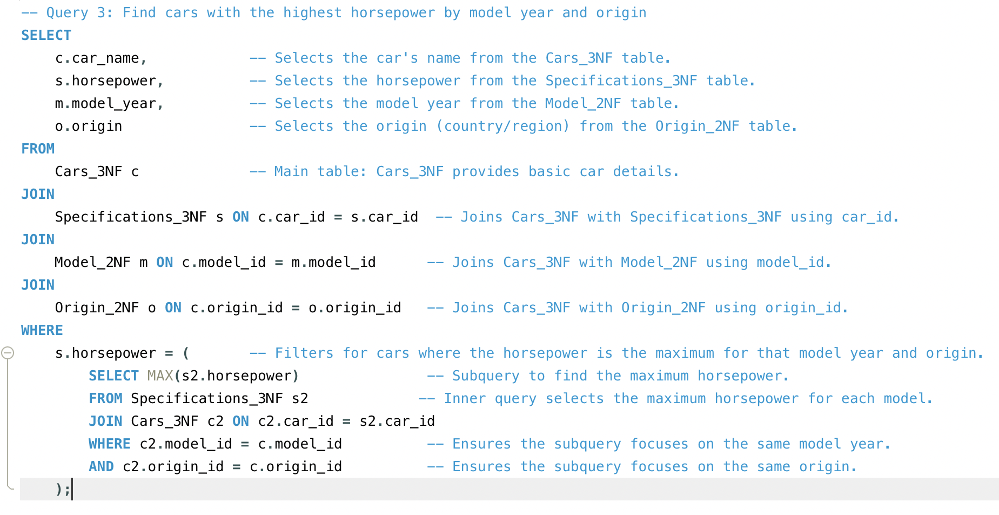 -- Query 3: Find cars with the highest horsepower by model year and origin
SELECT
    c.car_name,            -- Selects the car's name from the Cars_3NF table.
    s.horsepower,          -- Selects the horsepower from the Specifications_3NF table.
    m.model_year,          -- Selects the model year from the Model_2NF table.
    o.origin               -- Selects the origin (country/region) from the Origin_2NF table.
FROM
    Cars_3NF c             -- Main table: Cars_3NF provides basic car details.
JOIN
    Specifications_3NF s ON c.car_id = s.car_id  -- Joins Cars_3NF with Specifications_3NF using car_id.
JOIN
    Model_2NF m ON c.model_id = m.model_id      -- Joins Cars_3NF with Model_2NF using model_id.
JOIN
    Origin_2NF o ON c.origin_id = o.origin_id   -- Joins Cars_3NF with Origin_2NF using origin_id.
WHERE
    s.horsepower = (       -- Filters for cars where the horsepower is the maximum for that model year and origin.
        SELECT MAX(s2.horsepower)               -- Subquery to find the maximum horsepower.
        FROM Specifications_3NF s2             -- Inner query selects the maximum horsepower for each model.
        JOIN Cars_3NF c2 ON c2.car_id = s2.car_id
        WHERE c2.model_id = c.model_id          -- Ensures the subquery focuses on the same model year.
        AND c2.origin_id = c.origin_id          -- Ensures the subquery focuses on the same origin.
    );